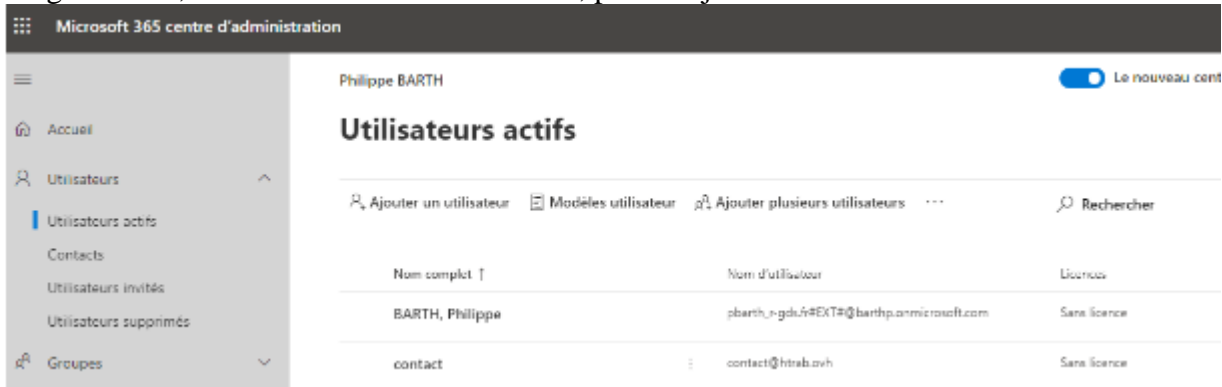 Microsoft 365 centre d'administration
Philippe BARTH
Le nouveau cent
Accueil
Utilisateurs actifs
Utilisateurs
Ajouter un utilisateur
Modèles utilisateur
Ajouter plusieurs utilisateurs
Rechercher
Utilisateurs actifs
Contacts
Nom complet ↑
Nom d'utilisateur
Licences
Utilisateurs invités
Utilisateurs supprimés
BARTH, Philippe
Sans licence
Groupes
contact
contact@htrab.ovh
Sans licence